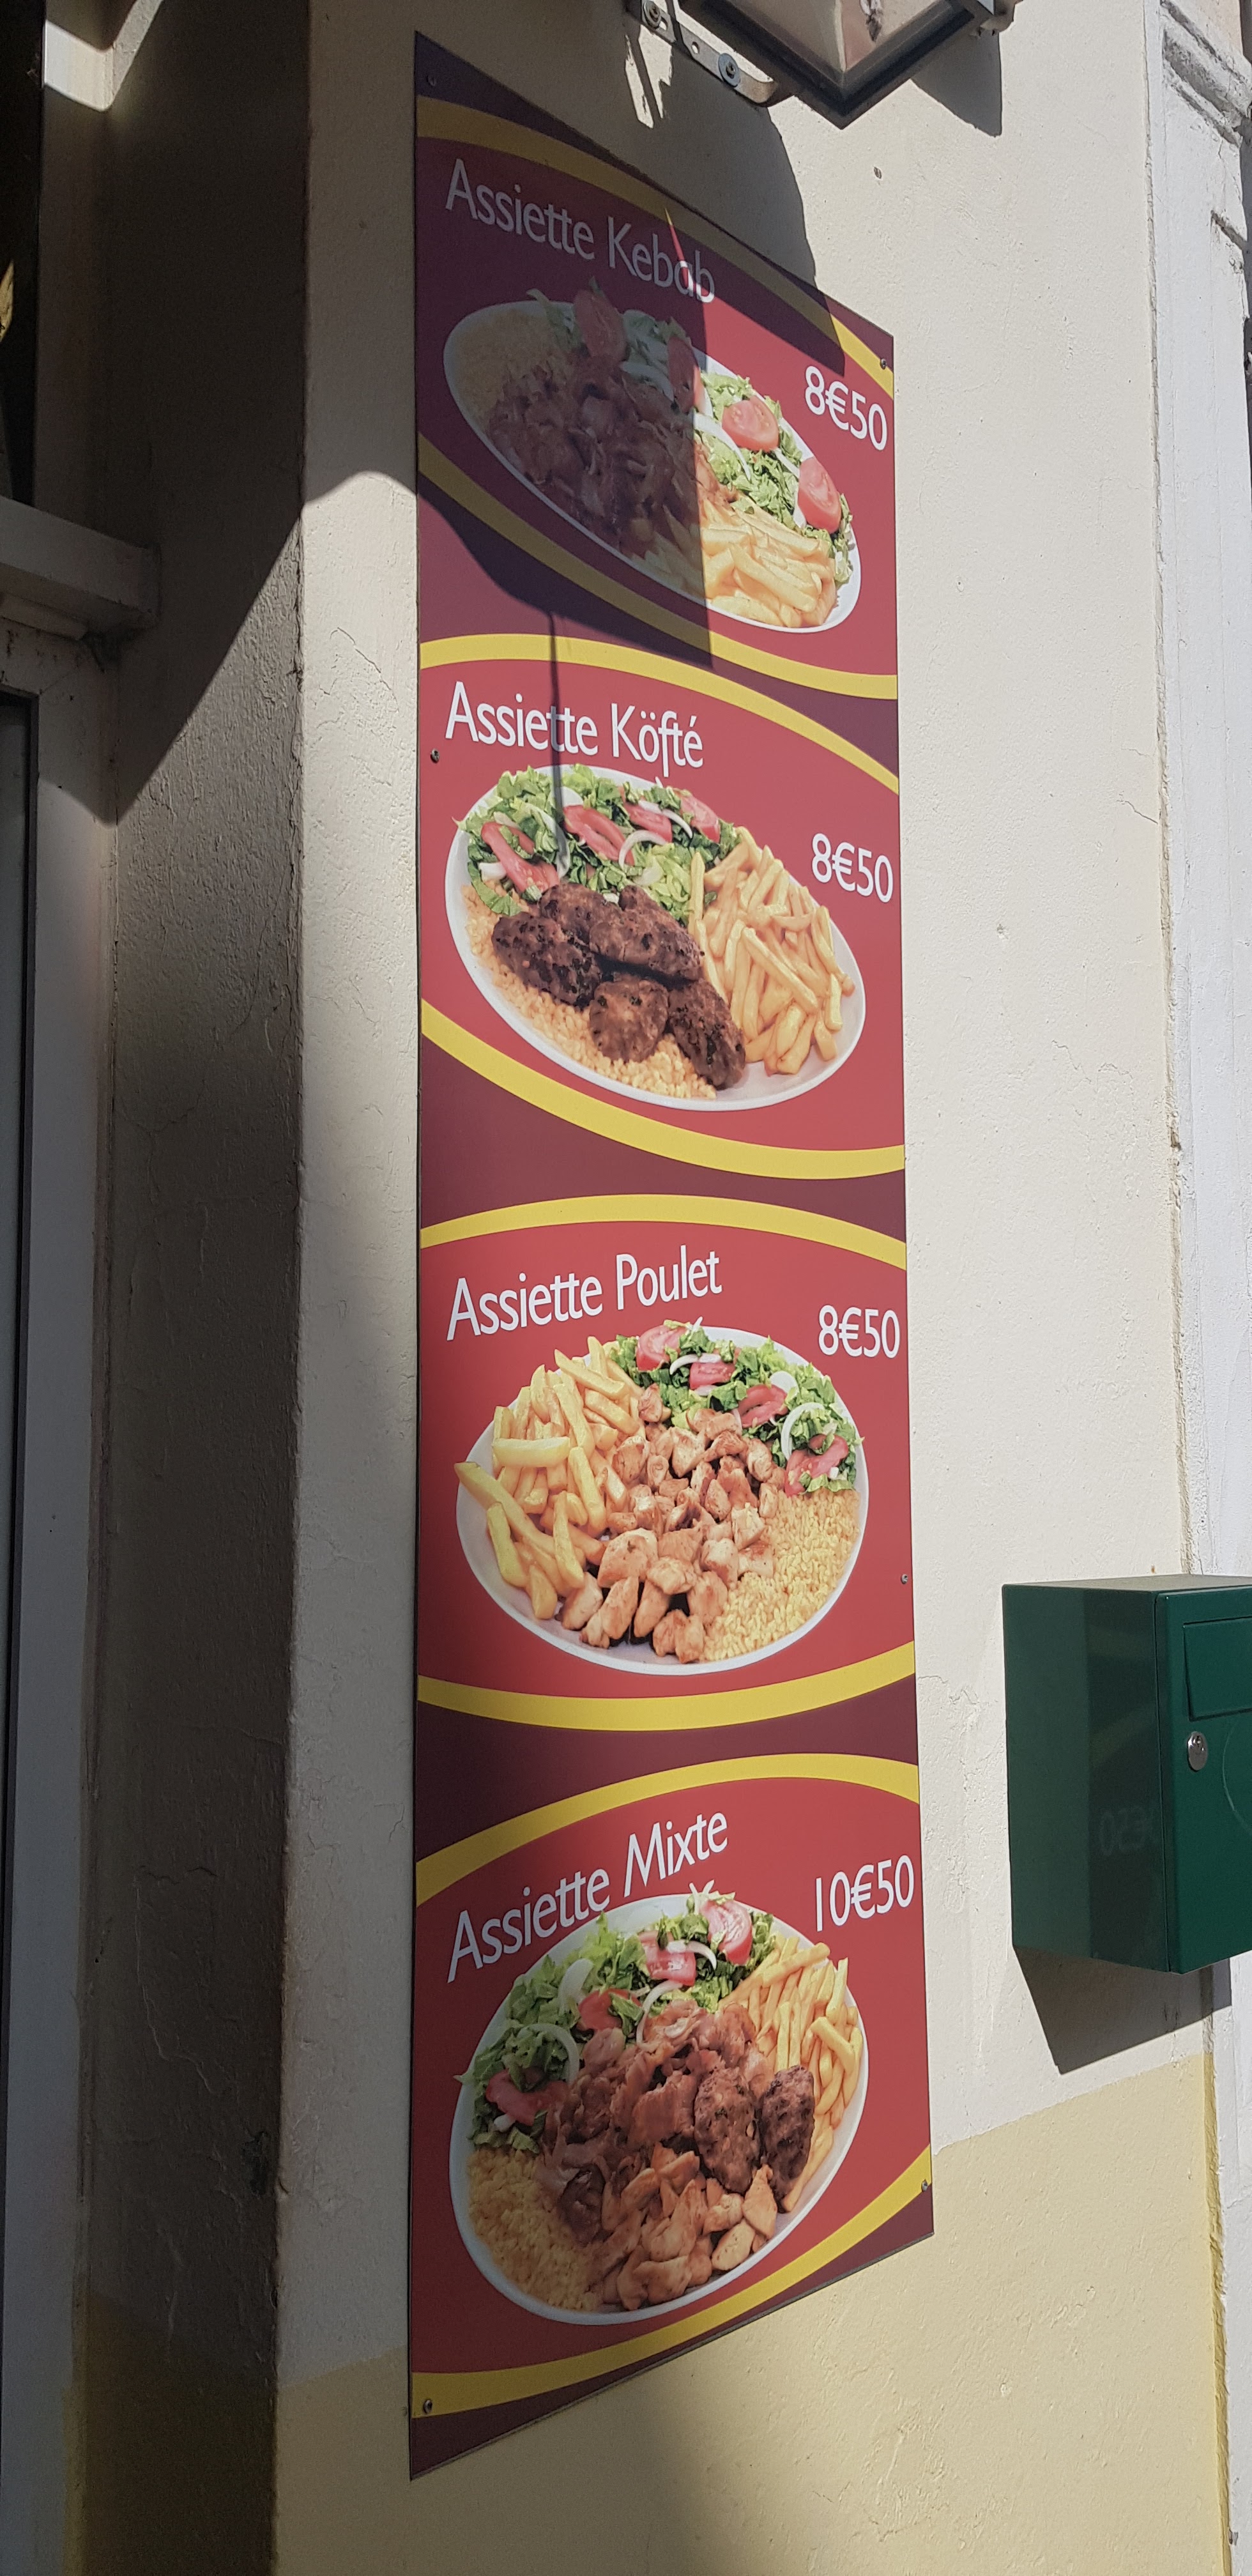 Assiette Kebab
8€50
Assiette Köfté
8€50
Assiette Poulet
8€50
Assiette Mixte
10€50